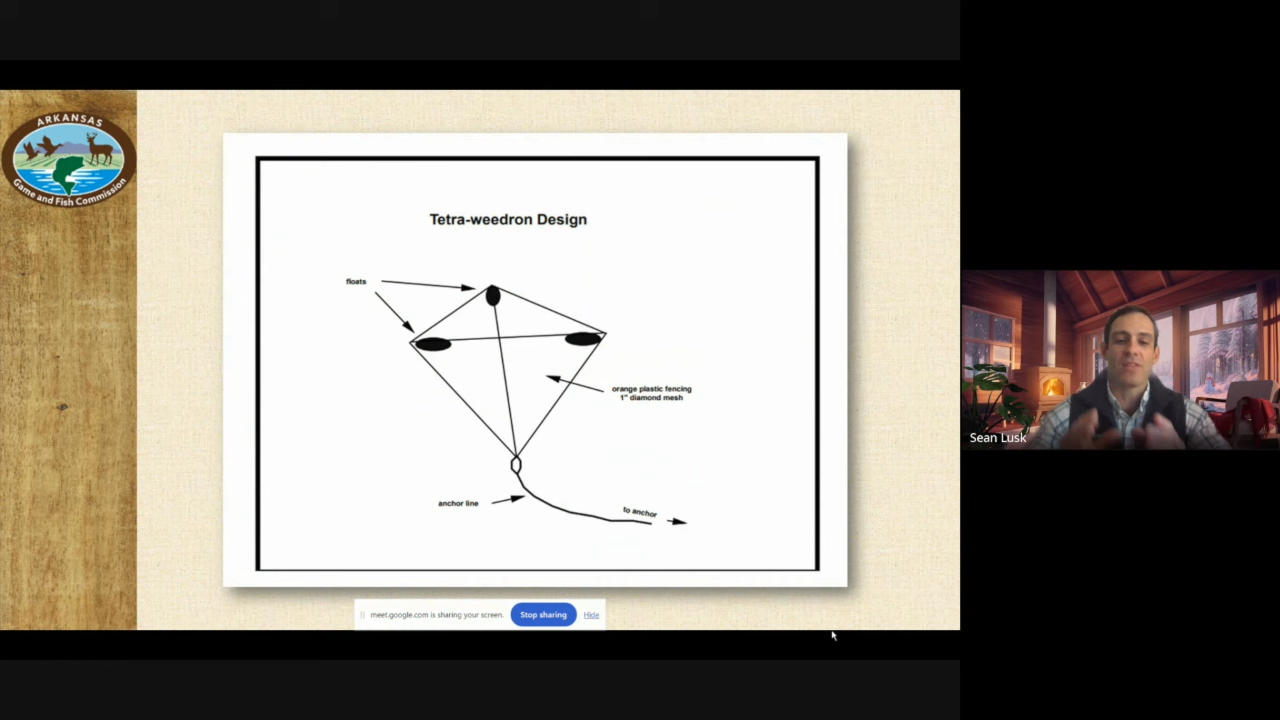 ARKANSAS
Game and Fish Commission
Tetra-weedron Design
floats
orange plastic fencing
1" diamond mesh
anchor line
to anchor
meet.google.com is sharing your screen.
Stop sharing
Hide
Sean Lusk